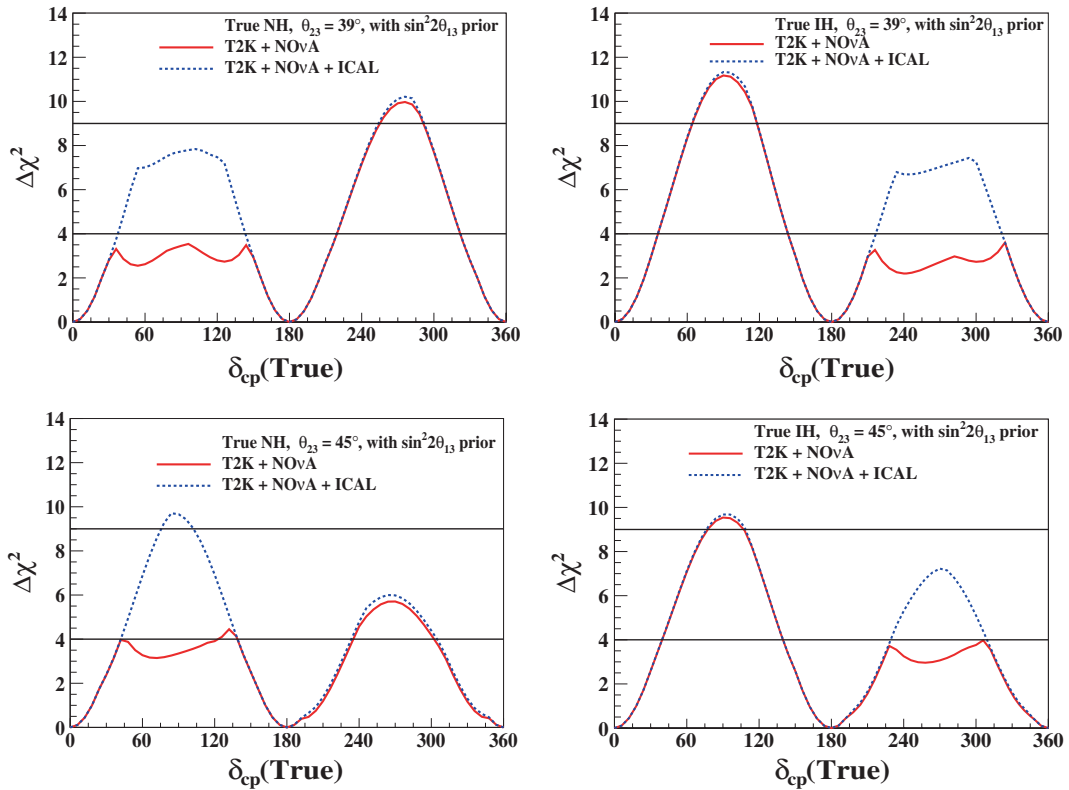 True NH, θ23 = 39°, with sin²2θ13 prior
T2K + NOνA
T2K + NOνA + ICAL
14
12
10
8
6
4
2
0
Δχ²
0 60 120 180 240 300 360
δcp(True)
True IH, θ23 = 39°, with sin²2θ13 prior
T2K + NOνA
T2K + NOνA + ICAL
14
12
10
8
6
4
2
0
Δχ²
0 60 120 180 240 300 360
δcp(True)
True NH, θ23 = 45°, with sin²2θ13 prior
T2K + NOνA
T2K + NOνA + ICAL
14
12
10
8
6
4
2
0
Δχ²
0 60 120 180 240 300 360
δcp(True)
True IH, θ23 = 45°, with sin²2θ13 prior
T2K + NOνA
T2K + NOνA + ICAL
14
12
10
8
6
4
2
0
Δχ²
0 60 120 180 240 300 360
δcp(True)